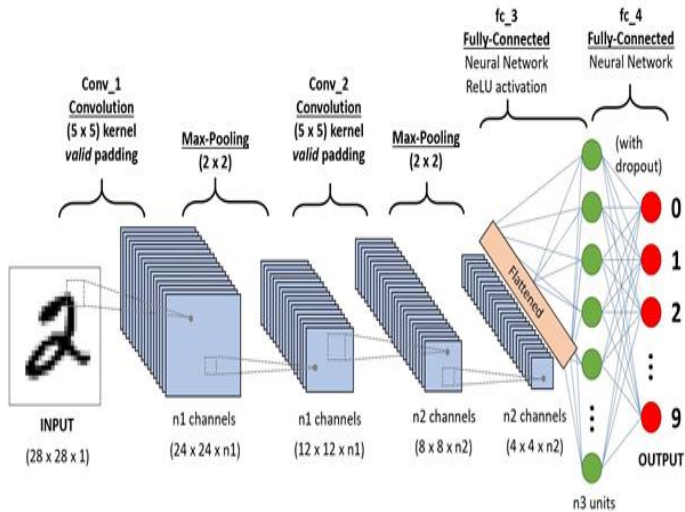 fc_3
Fully-Connected
Neural Network
ReLU activation
fc_4
Fully-Connected
Neural Network
Conv_1
Convolution
(5 x 5) kernel
valid padding
Max-Pooling
(2 x 2)
Conv_2
Convolution
(5 x 5) kernel
valid padding
Max-Pooling
(2 x 2)
(with
dropout)
Flattened
0
1
2
⋮
9
2
INPUT
(28 x 28 x 1)
n1 channels
(24 x 24 x n1)
n1 channels
(12 x 12 x n1)
n2 channels
(8 x 8 x n2)
n2 channels
(4 x 4 x n2)
OUTPUT
n3 units